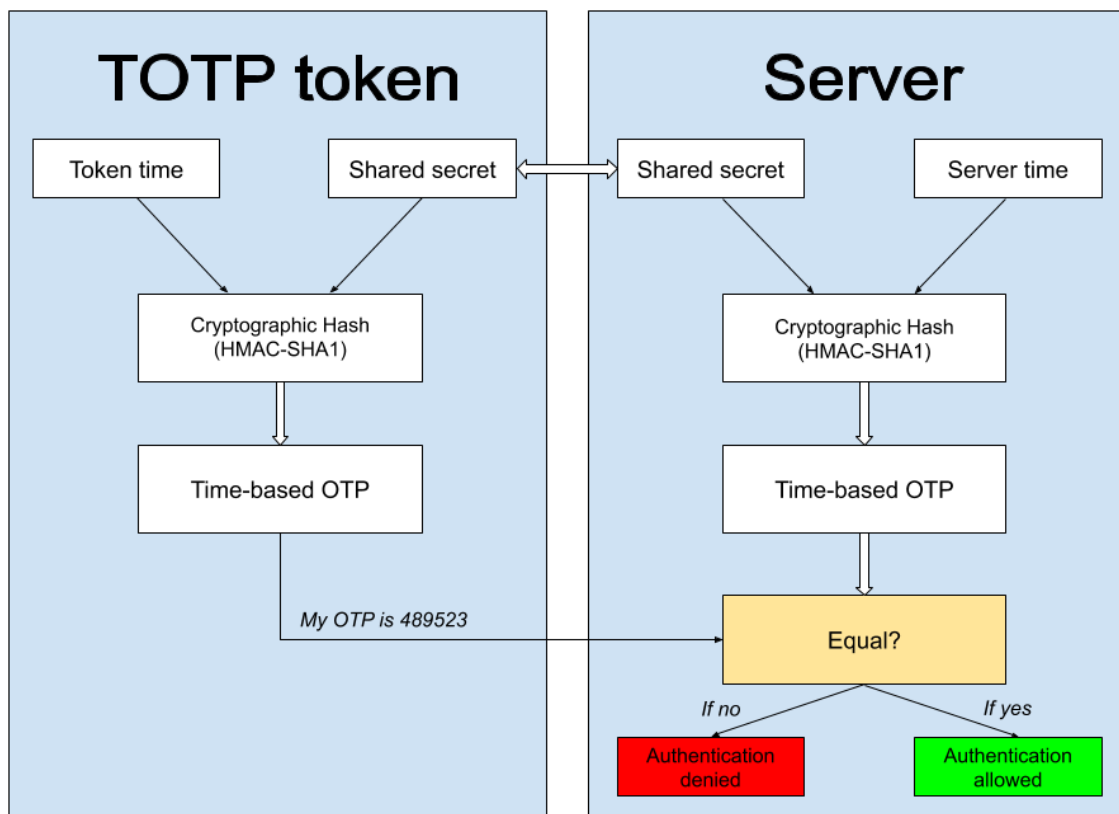 TOTP token
Server
Token time
Shared secret
Shared secret
Server time
Cryptographic Hash
(HMAC-SHA1)
Cryptographic Hash
(HMAC-SHA1)
Time-based OTP
Time-based OTP
My OTP is 489523
Equal?
If no
If yes
Authentication
denied
Authentication
allowed